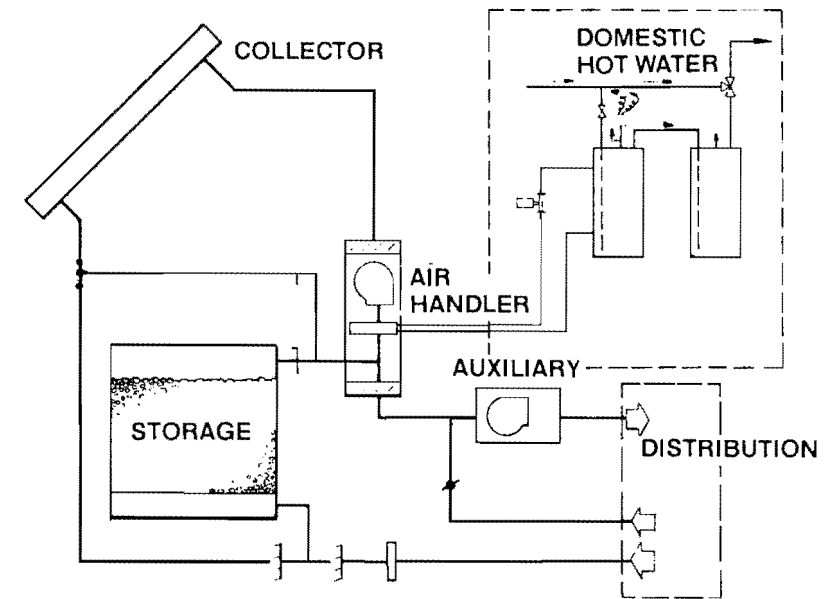 COLLECTOR
DOMESTIC
HOT WATER
AIR
HANDLER
AUXILIARY
STORAGE
DISTRIBUTION